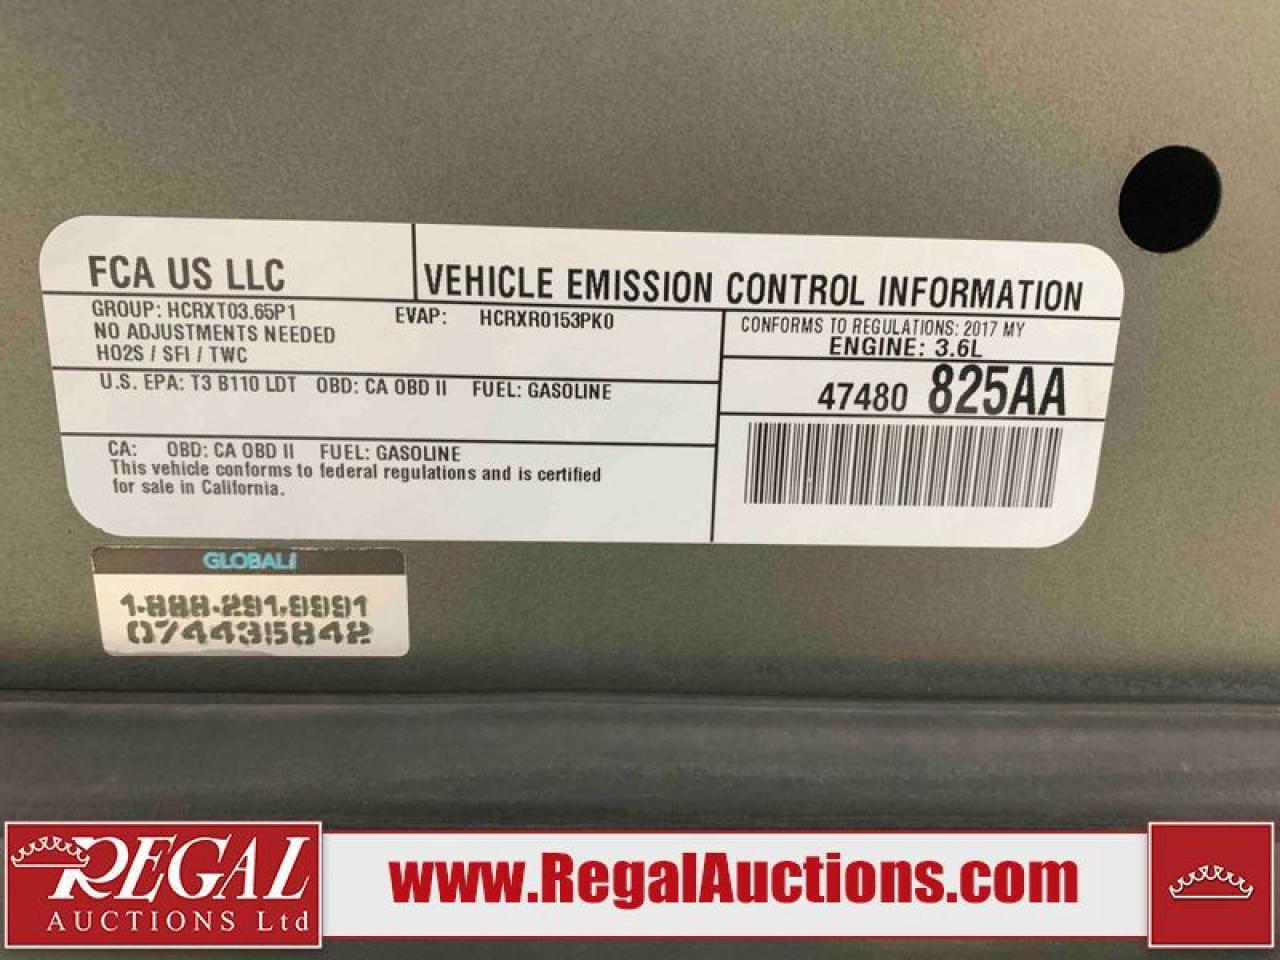 FCA US LLC
VEHICLE EMISSION CONTROL INFORMATION
GROUP: HCRXT03.65P1
EVAP: HCRXR0153PK0
NO ADJUSTMENTS NEEDED
HO2S / SFI / TWC
CONFORMS TO REGULATIONS: 2017 MY
ENGINE: 3.6L
U.S. EPA: T3 B110 LDT OBD: CA OBD II FUEL: GASOLINE
47480 825AA
CA: OBD: CA OBD II FUEL: GASOLINE
This vehicle conforms to federal regulations and is certified
for sale in California.
GLOBALi
1-888-291-9991
074435842
REGAL
AUCTIONS Ltd
www.RegalAuctions.com